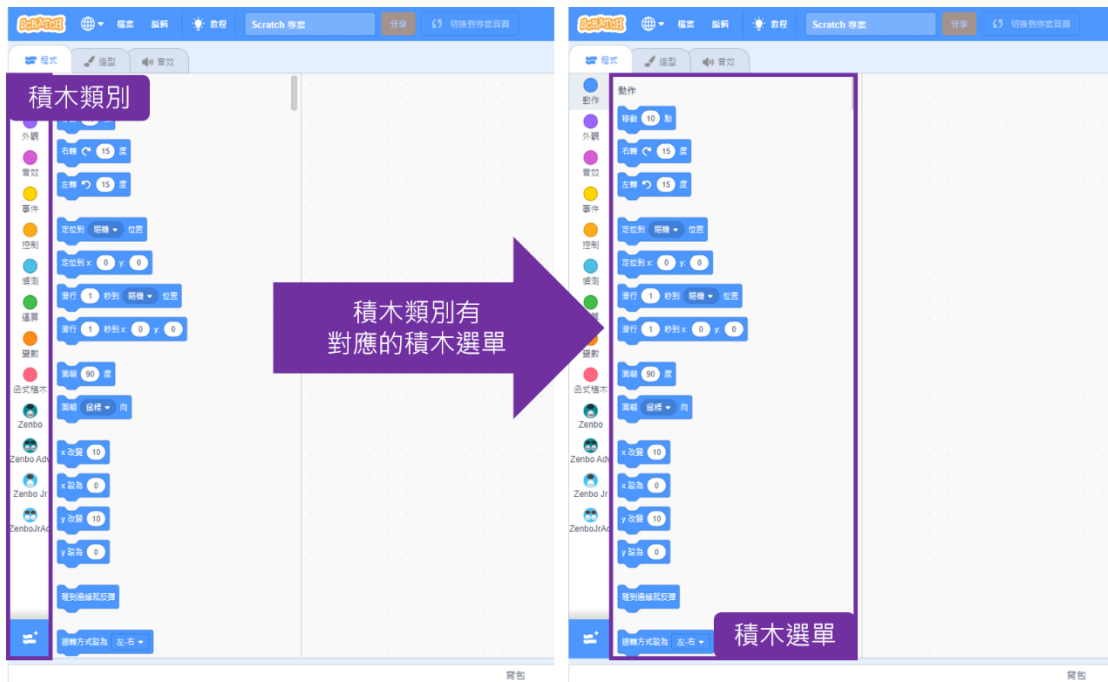 SCRATCH 檔案 編輯 教程 Scratch 專案 分享 切換到專案頁面
程式 造型 音效
積木類別
外觀
音效
事件
控制
偵測
運算
變數
函式積木
Zenbo
Zenbo Adv
Zenbo Jr
ZenboJrAd
右轉 15 度
左轉 15 度
定位到 隨機 位置
定位到 x: 0 y: 0
滑行 1 秒到 隨機 位置
滑行 1 秒到 x: 0 y: 0
面朝 90 度
面朝 鼠標 向
x 改變 10
x 設為 0
y 改變 10
y 設為 0
碰到邊緣就反彈
迴轉方式設為 左-右
背包
積木類別有
對應的積木選單
SCRATCH 檔案 編輯 教程 Scratch 專案 分享 切換到專案頁面
程式 造型 音效
動作
外觀
音效
事件
控制
偵測
變數
函式積木
Zenbo
Zenbo Adv
Zenbo Jr
ZenboJrAd
動作
移動 10 點
右轉 15 度
左轉 15 度
定位到 隨機 位置
定位到 x: 0 y: 0
滑行 1 秒到 隨機 位置
滑行 1 秒到 x: 0 y: 0
面朝 90 度
面朝 鼠標 向
x 改變 10
x 設為 0
y 改變 10
y 設為 0
碰到邊緣就反彈
迴轉方式設為 左-右
積木選單
背包